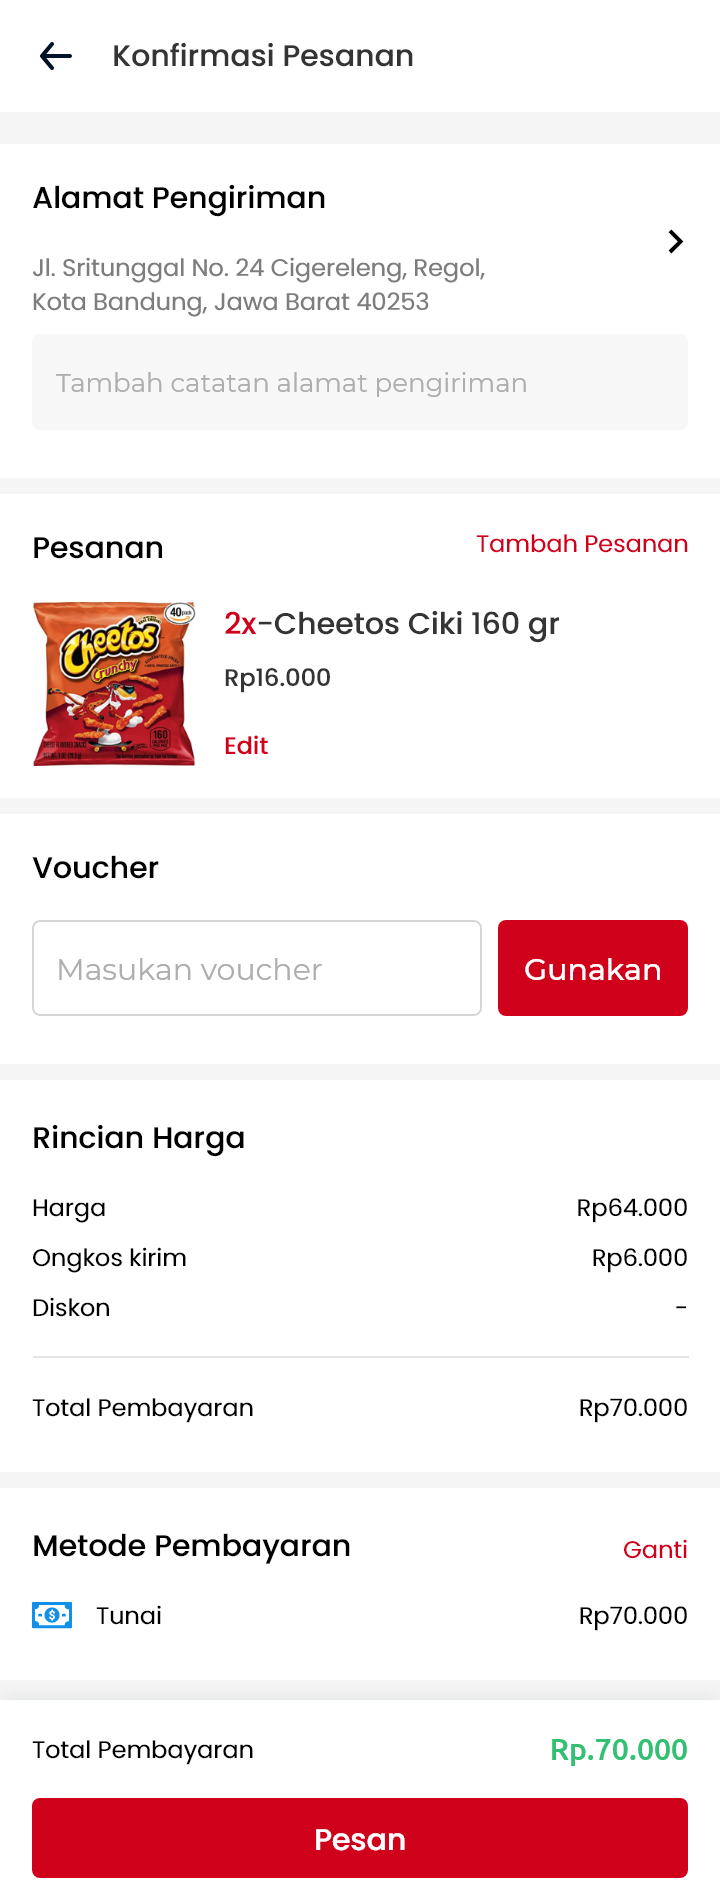 Konfirmasi Pesanan
Alamat Pengiriman
Jl. Sritunggal No. 24 Cigereleng, Regol,
Kota Bandung, Jawa Barat 40253
Tambah catatan alamat pengiriman
Pesanan
Tambah Pesanan
40pack
Cheetos
Crunchy
160
2x-Cheetos Ciki 160 gr
Rp16.000
Edit
Voucher
Masukan voucher
Gunakan
Rincian Harga
Harga Rp64.000
Ongkos kirim Rp6.000
Diskon -
Total Pembayaran Rp70.000
Metode Pembayaran
Ganti
Tunai Rp70.000
Total Pembayaran Rp.70.000
Pesan